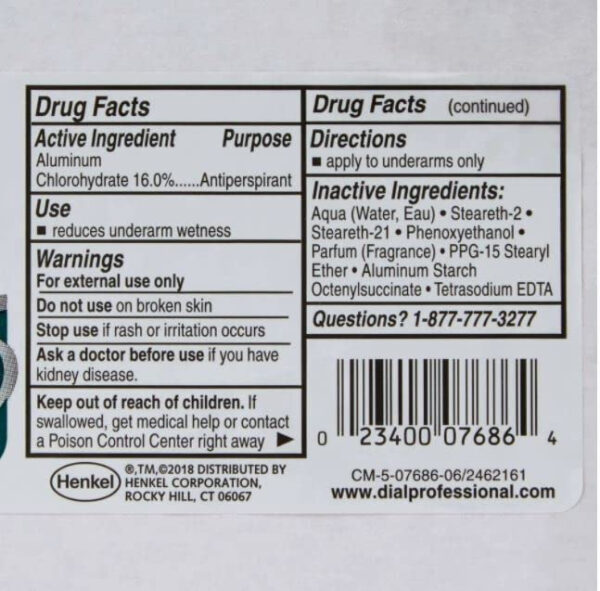 Drug Facts
Active Ingredient Purpose
Aluminum
Chlorohydrate 16.0%......Antiperspirant
Use
■ reduces underarm wetness
Warnings
For external use only
Do not use on broken skin
Stop use if rash or irritation occurs
Ask a doctor before use if you have
kidney disease.
Keep out of reach of children. If
swallowed, get medical help or contact
a Poison Control Center right away ▶
Drug Facts (continued)
Directions
■ apply to underarms only
Inactive Ingredients:
Aqua (Water, Eau) • Steareth-2 •
Steareth-21 • Phenoxyethanol •
Parfum (Fragrance) • PPG-15 Stearyl
Ether • Aluminum Starch
Octenylsuccinate • Tetrasodium EDTA
Questions? 1-877-777-3277
0 23400 07686 4
Henkel
®,TM,©2018 DISTRIBUTED BY
HENKEL CORPORATION,
ROCKY HILL, CT 06067
CM-5-07686-06/2462161
www.dialprofessional.com